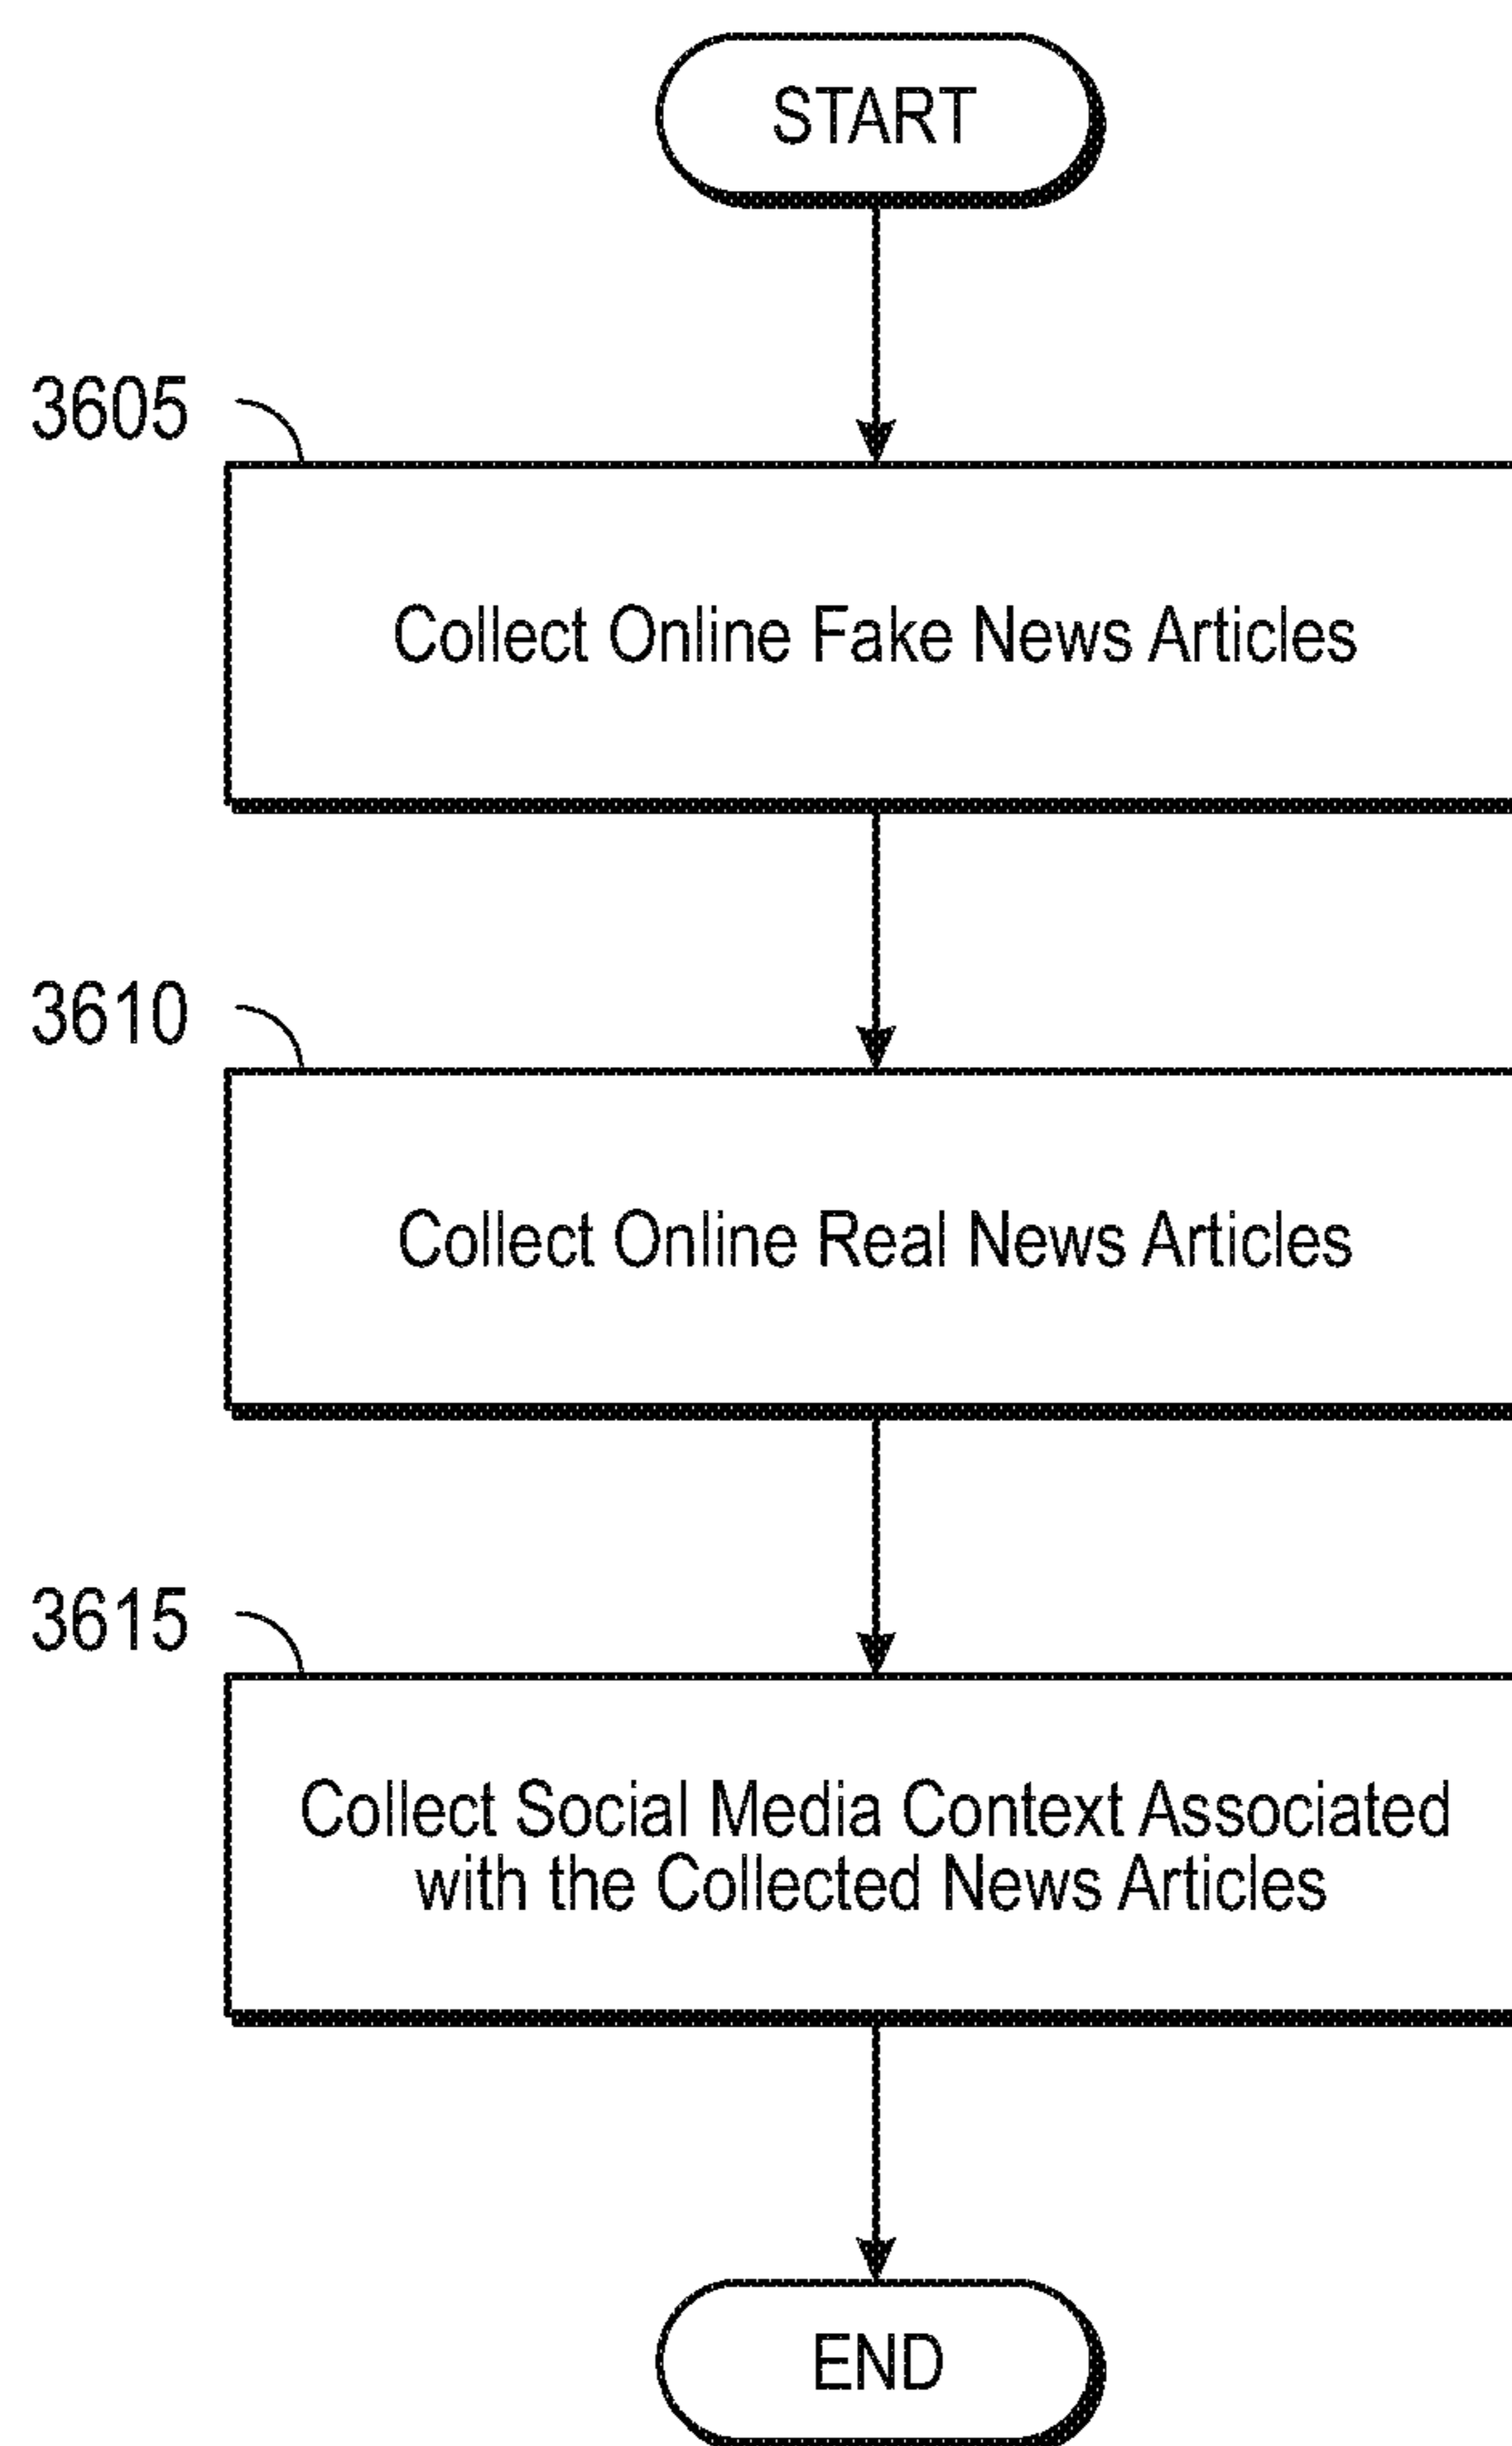 START
3605
Collect Online Fake News Articles
3610
Collect Online Real News Articles
3615
Collect Social Media Context Associated
with the Collected News Articles
END